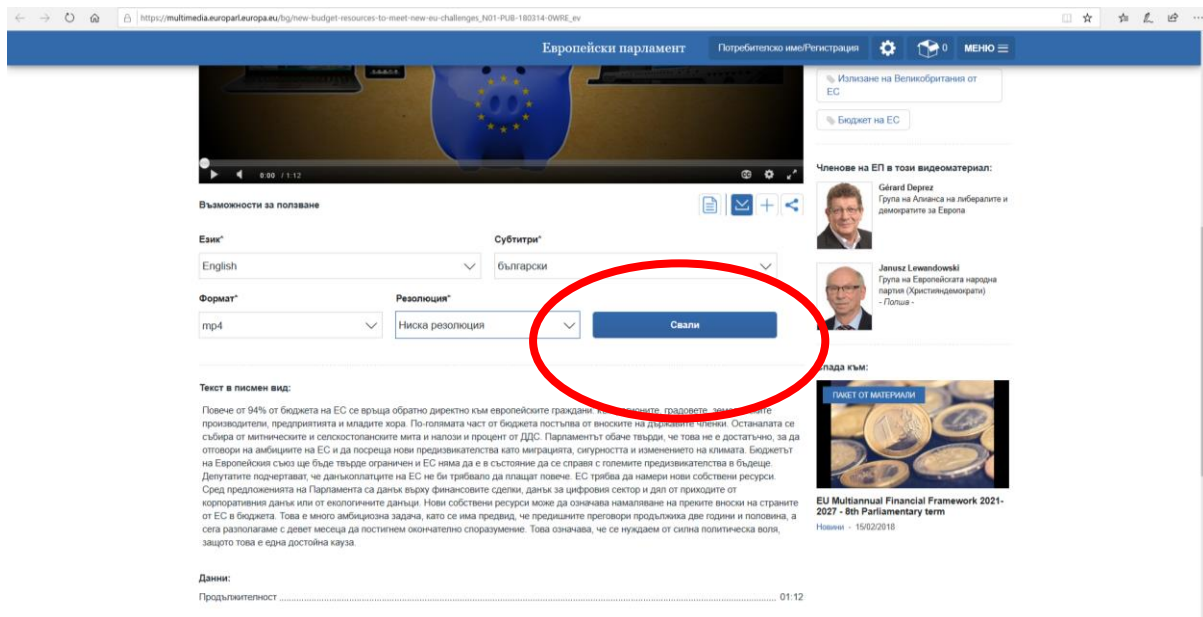 https://multimedia.europarl.europa.eu/bg/new-budget-resources-to-meet-new-eu-challenges_N01-PUB-180314-0WRE_ev
Европейски парламент
Потребителско име/Регистрация
0
МЕНЮ
Излизане на Великобритания от
ЕС
Бюджет на ЕС
0:00 / 1:12
Възможности за ползване
Език*
Субтитри*
English
български
Формат*
Резолюция*
mp4
Ниска резолюция
Свали
Членове на ЕП в този видеоматериал:
Gérard Deprez
Група на Алианса на либералите и
демократите за Европа
Janusz Lewandowski
Група на Европейската народна
партия (Християндемократи)
- Полша -
Спада към:
ПАКЕТ ОТ МАТЕРИАЛИ
EU Multiannual Financial Framework 2021-
2027 - 8th Parliamentary term
Новини - 15/02/2018
Текст в писмен вид:
Повече от 94% от бюджета на ЕС се връща обратно директно към европейските граждани. към регионите, градовете,
производители, предприятията и младите хора. По-голямата част от бюджета постъпва от вноските на държавите членки. Останалата се
събира от митническите и селскостопанските мита и налози и процент от ДДС. Парламентът обаче твърди, че това не е достатъчно, за да
отговори на амбициите на ЕС и да посреща нови предизвикателства като миграцията, сигурността и изменението на климата. Бюджетът
на Европейския съюз ще бъде твърде ограничен и ЕС няма да е в състояние да се справя с големите предизвикателства в бъдеще.
Депутатите подчертават, че данъкоплатците на ЕС не би трябвало да плащат повече. ЕС трябва да намери нови собствени ресурси.
Сред предложенията на Парламента са данък върху финансовите сделки, данък за цифровия сектор и дял от приходите от
корпоративния данък или от екологичните данъци. Нови собствени ресурси може да означава намаляване на преките вноски на страните
от ЕС в бюджета. Това е много амбициозна задача, като се има предвид, че предишните преговори продължиха две години и половина, а
сега разполагаме с девет месеца да постигнем окончателно споразумение. Това означава, че се нуждаем от силна политическа воля,
защото това е една достойна кауза.
Данни:
Продължителност 01:12